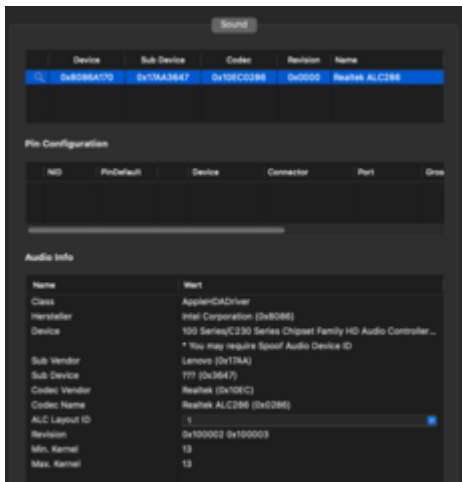 Sound
Device Sub Device Codec Revision Name
0x8086A170 0x17AA3647 0x10EC0286 0x0000 Realtek ALC286
Pin Configuration
NID PinDefault Device Connector Port Gros
Audio Info
Name Wert
Class AppleHDADriver
Hersteller Intel Corporation (0x8086)
Device 100 Series/C230 Series Chipset Family HD Audio Controller...
* You may require Spoof Audio Device ID
Sub Vendor Lenovo (0x17AA)
Sub Device ??? (0x3647)
Codec Vendor Realtek (0x10EC)
Codec Name Realtek ALC286 (0x0286)
ALC Layout ID 1
Revision 0x100002 0x100003
Min. Kernel 13
Max. Kernel 13